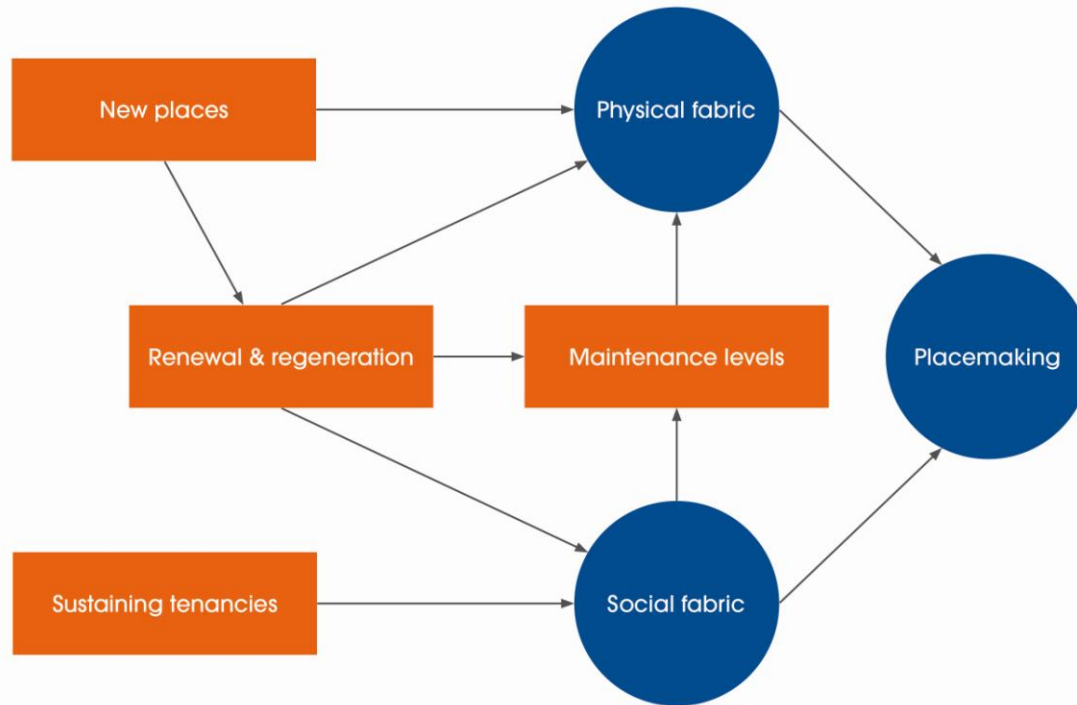 New places
Physical fabric
Renewal & regeneration
Maintenance levels
Placemaking
Sustaining tenancies
Social fabric